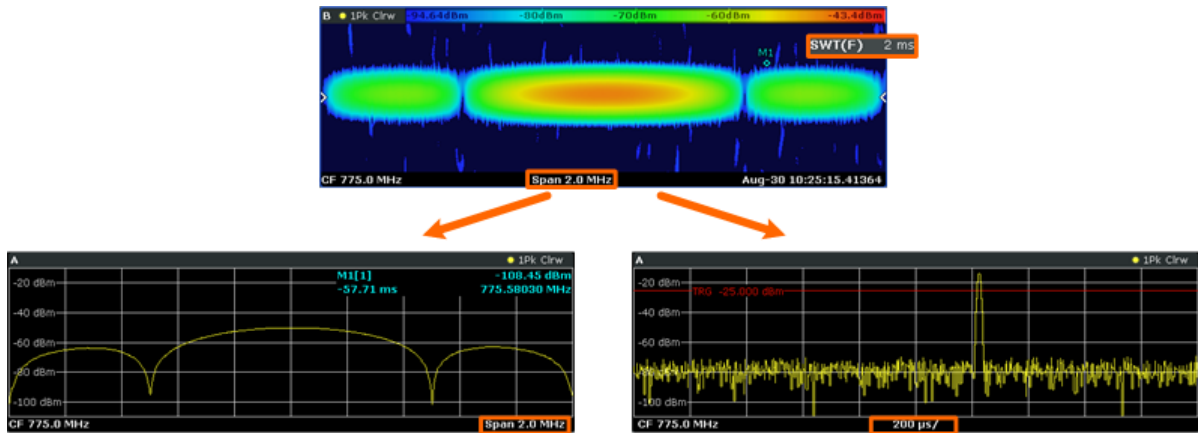 B 1Pk Clrw -94.64dBm -80dBm -70dBm -60dBm -43.4dBm
SWT(F) 2 ms
M1
CF 775.0 MHz Span 2.0 MHz Aug-30 10:25:15.41364
A 1Pk Clrw
M1[1] -108.45 dBm
-57.71 ms 775.58030 MHz
-20 dBm
-40 dBm
-60 dBm
-80 dBm
-100 dBm
CF 775.0 MHz Span 2.0 MHz
A 1Pk Clrw
-20 dBm
TRG -25.000 dBm
-40 dBm
-60 dBm
-80 dBm
-100 dBm
CF 775.0 MHz 200 µs/